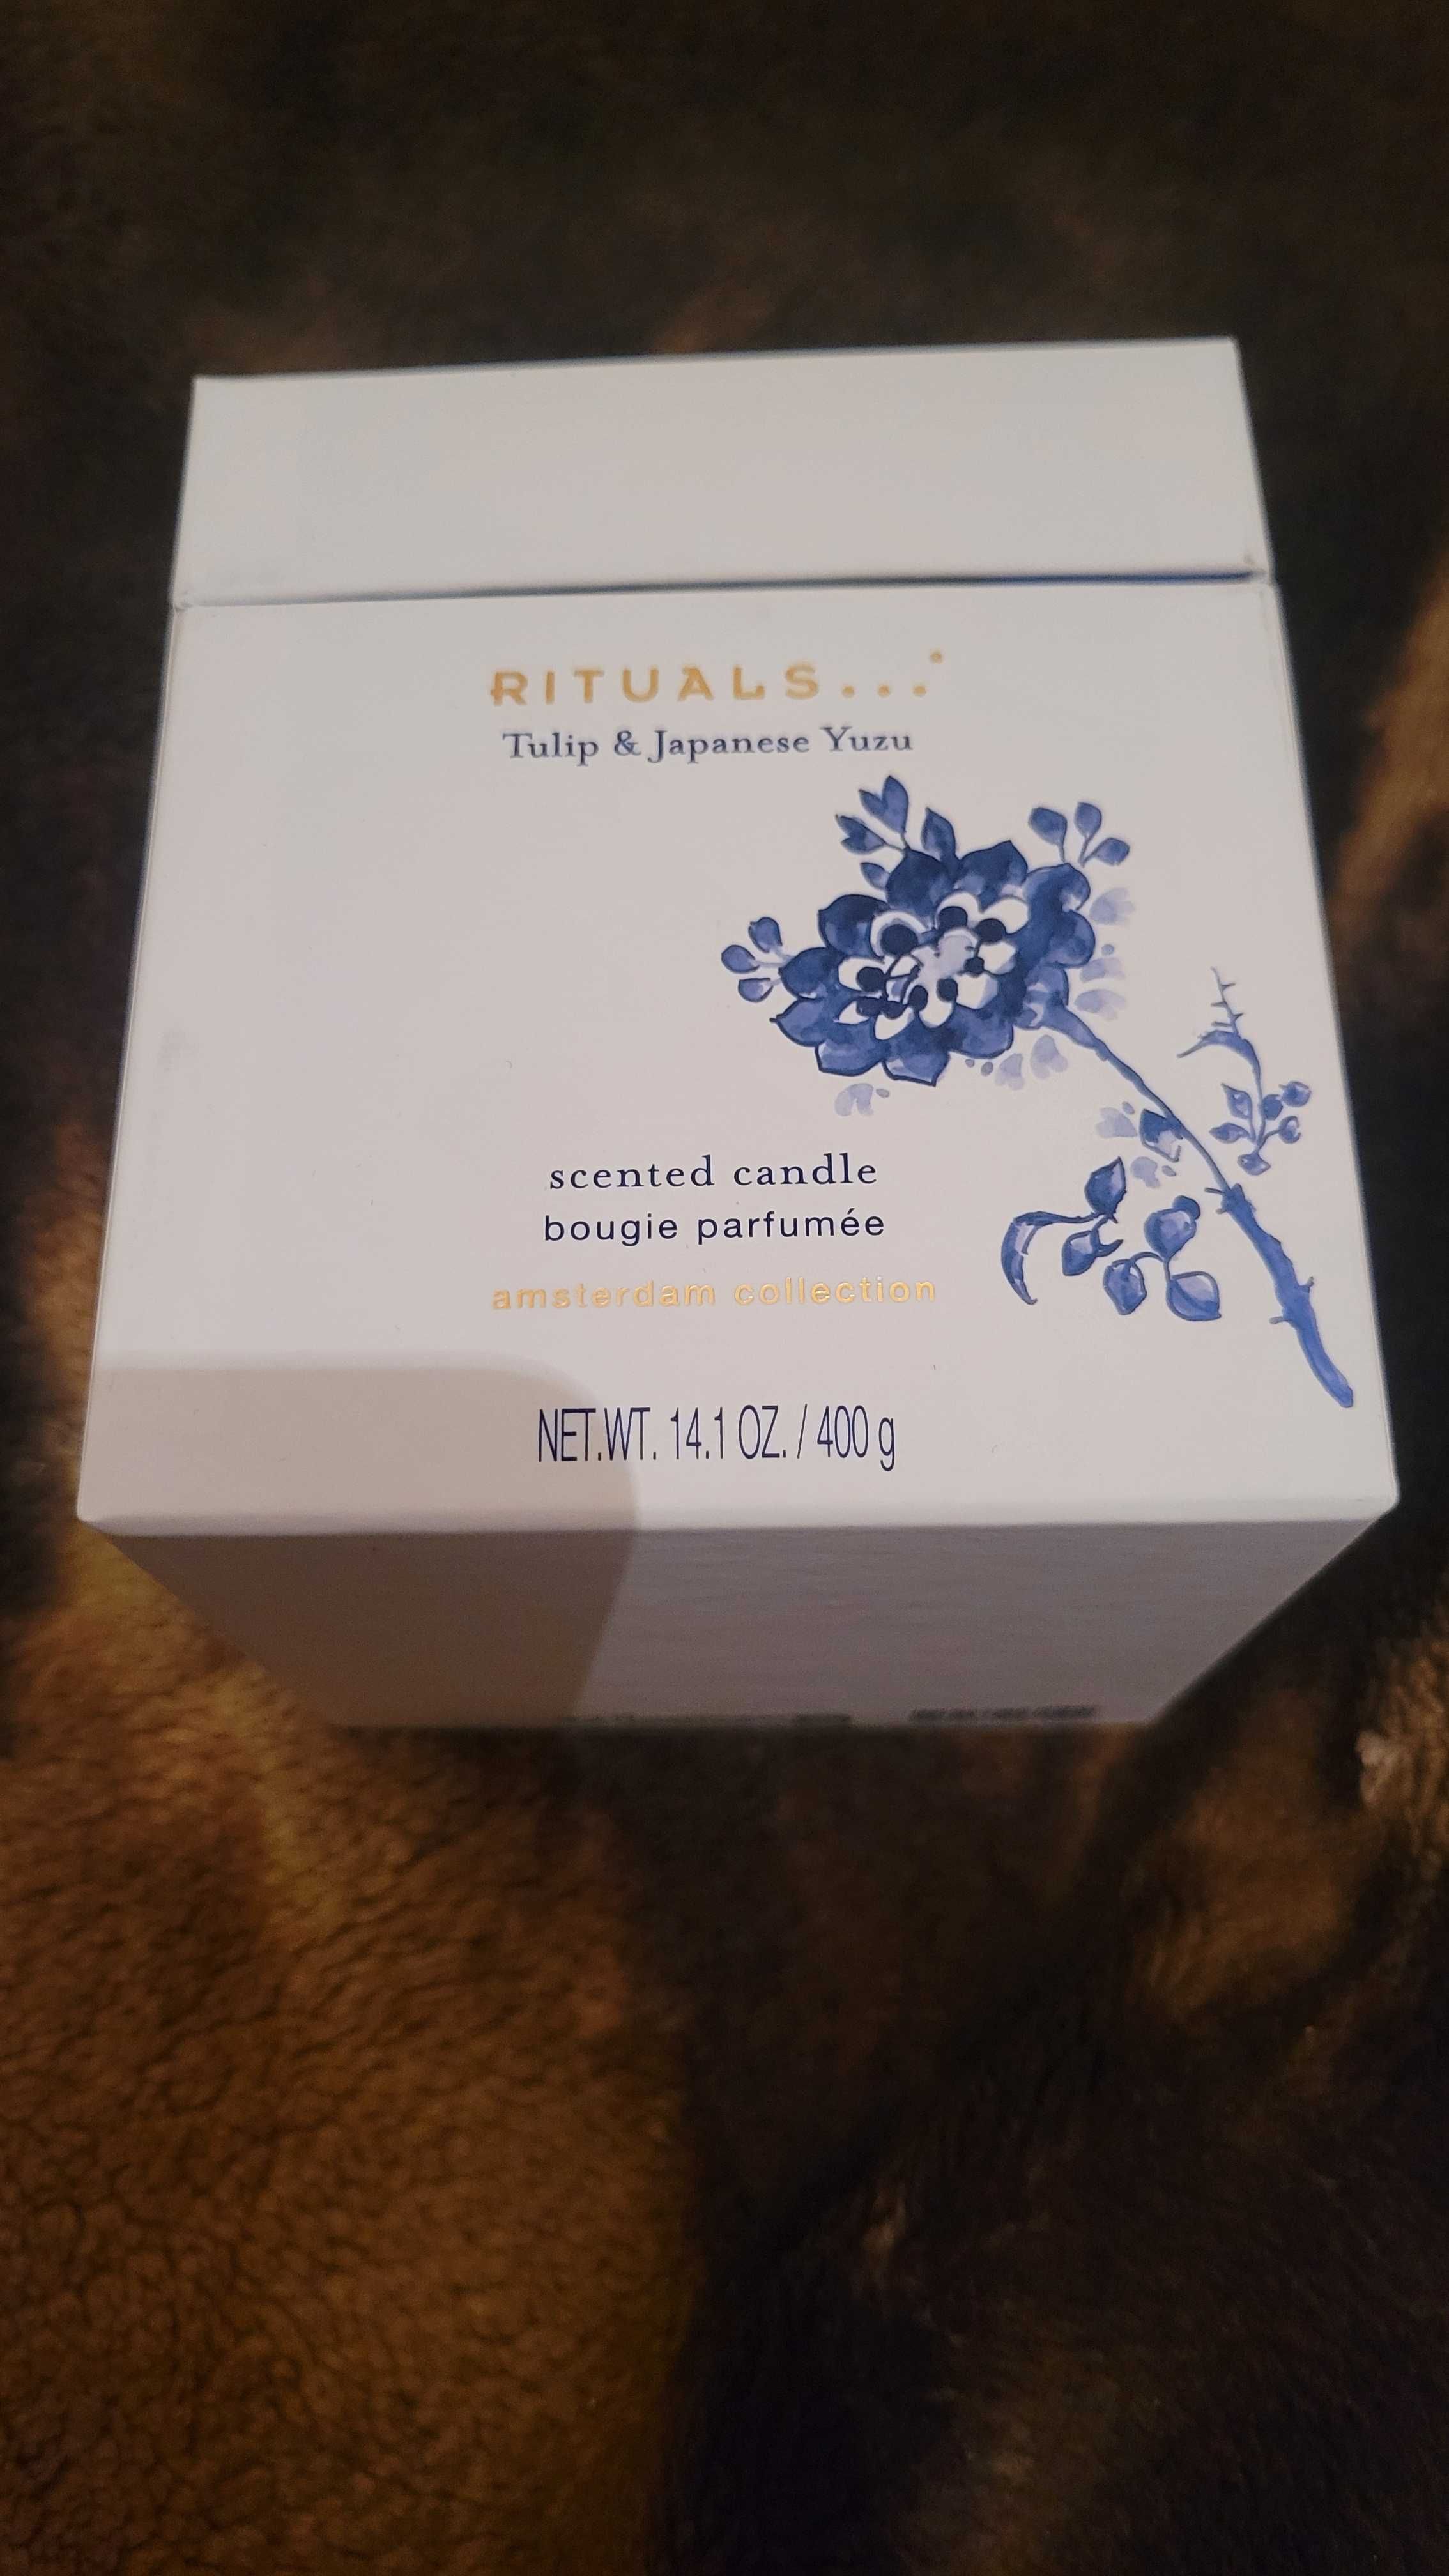 RITUALS...
Tulip & Japanese Yuzu
scented candle
bougie parfumée
amsterdam collection
NET.WT. 14.1 OZ. / 400 g